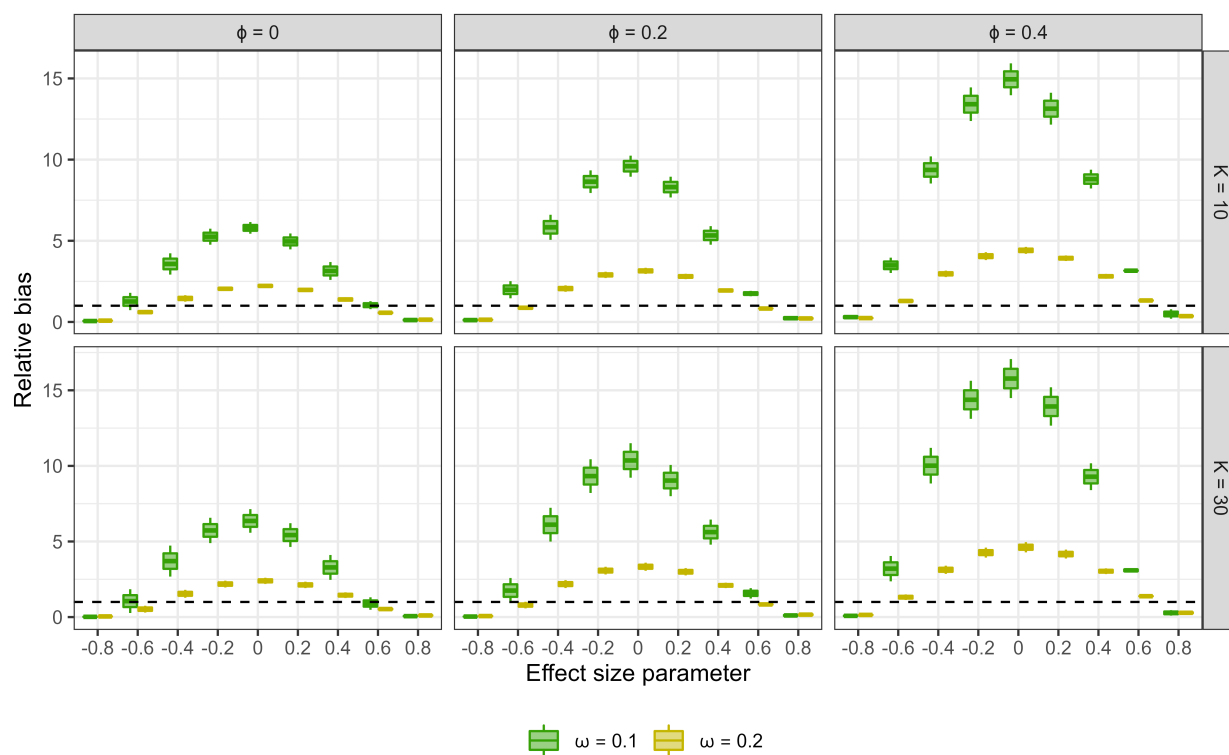 ϕ = 0 ϕ = 0.2 ϕ = 0.4
15
10
5
0
K = 10
15
10
5
0
K = 30
Relative bias
-0.8 -0.6 -0.4 -0.2 0 0.2 0.4 0.6 0.8 -0.8 -0.6 -0.4 -0.2 0 0.2 0.4 0.6 0.8 -0.8 -0.6 -0.4 -0.2 0 0.2 0.4 0.6 0.8
Effect size parameter
ω = 0.1 ω = 0.2